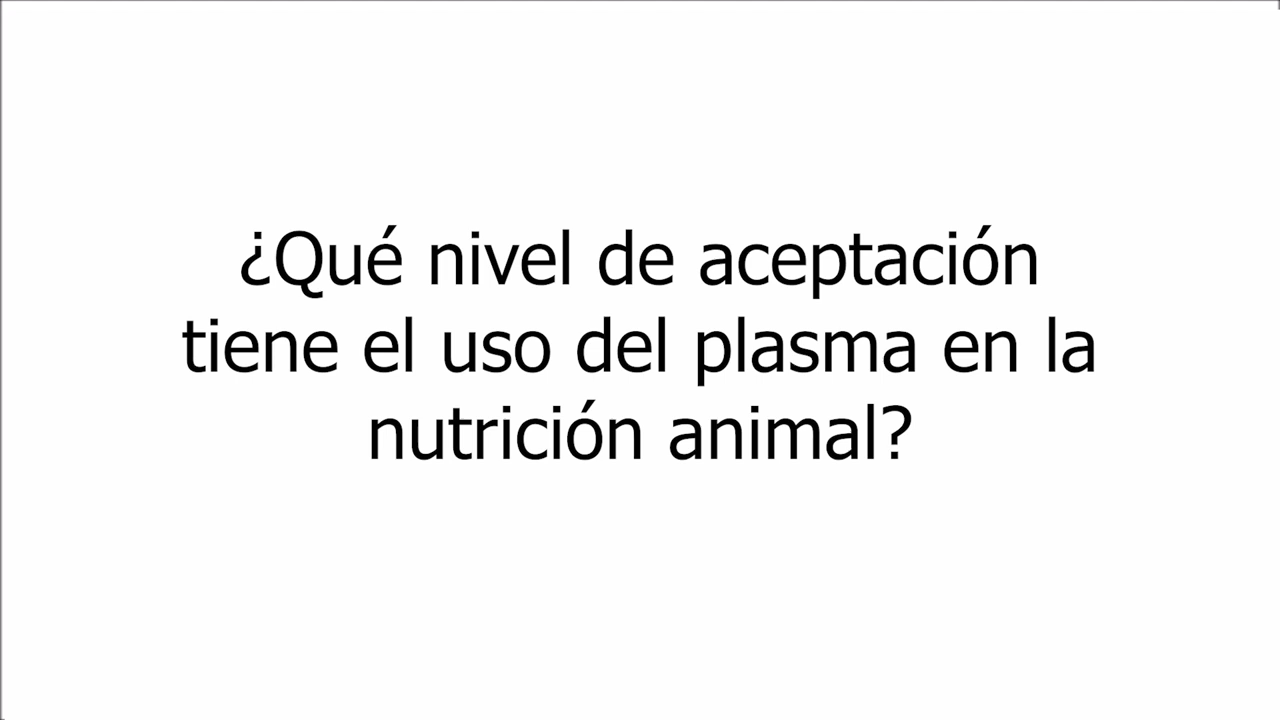 ¿Qué nivel de aceptación
tiene el uso del plasma en la
nutrición animal?